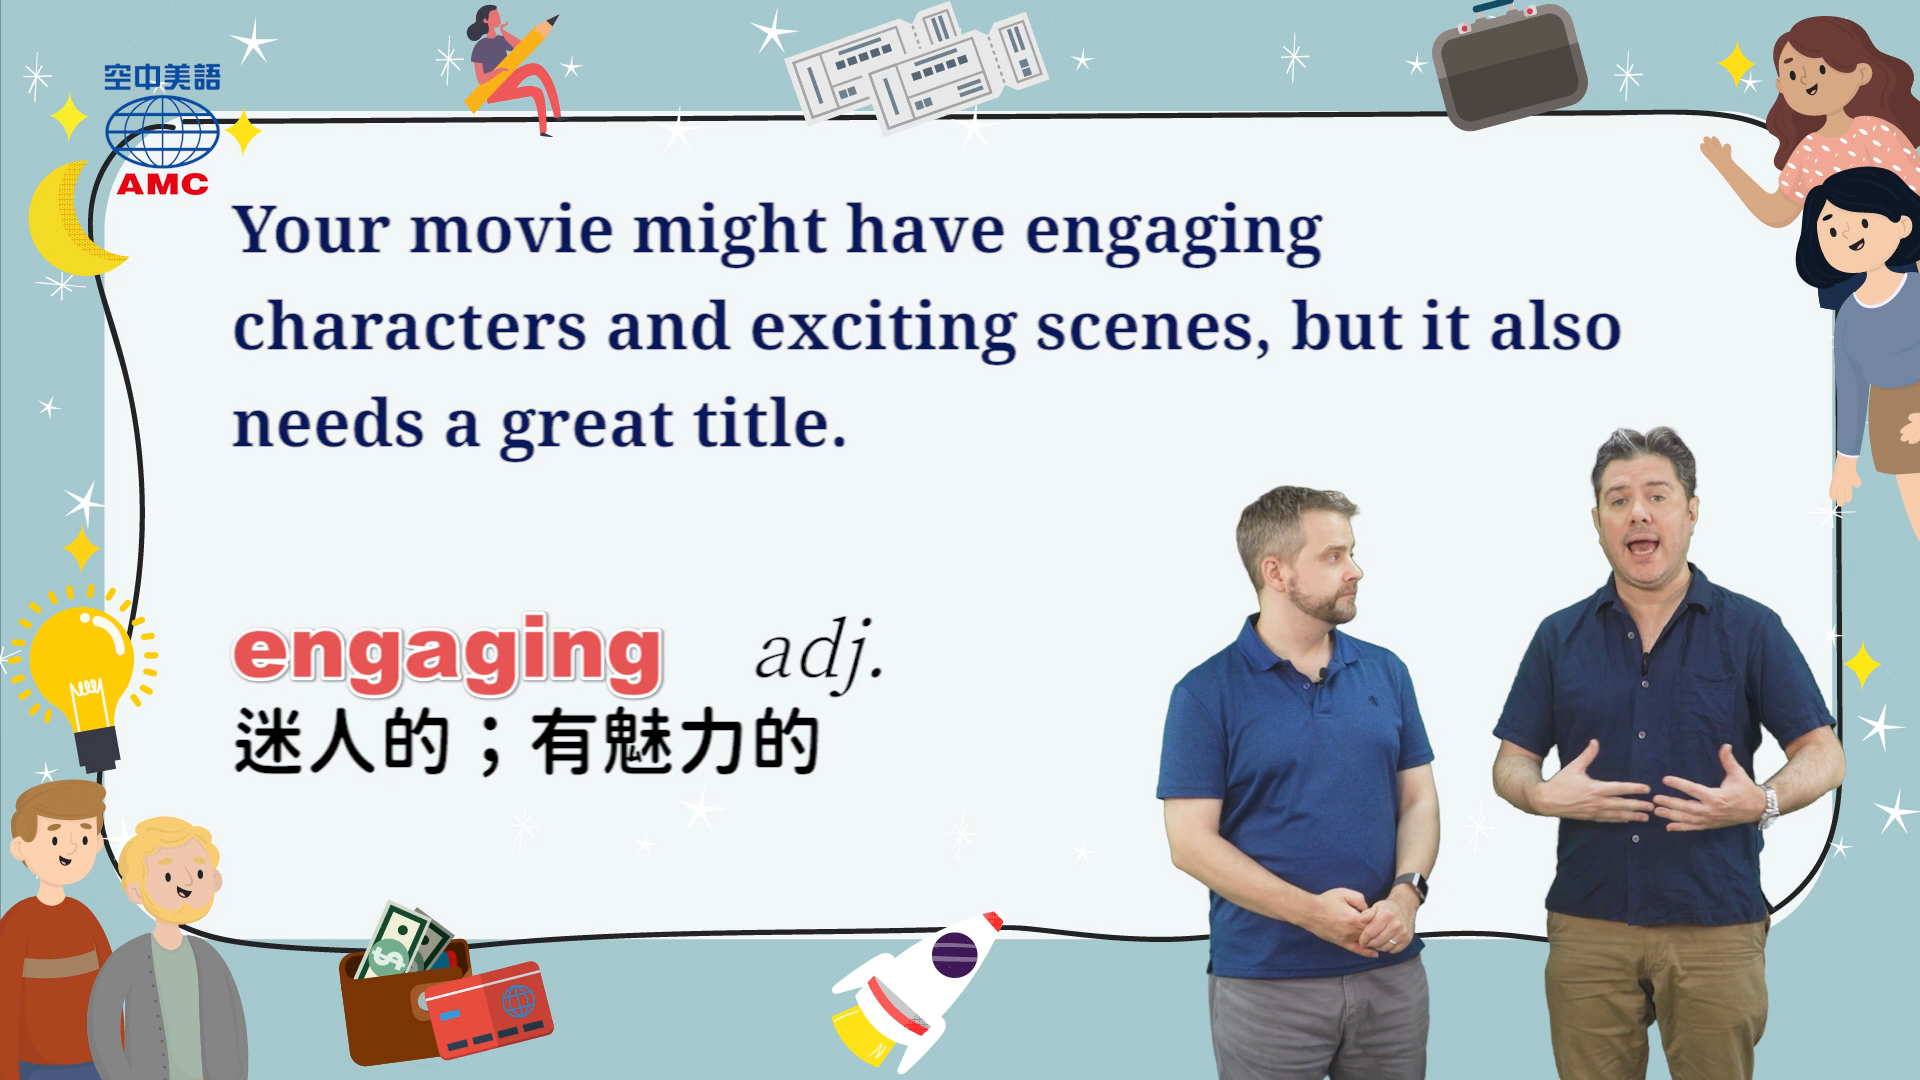 空中美語
AMC
Your movie might have engaging
characters and exciting scenes, but it also
needs a great title.
engaging adj.
迷人的；有魅力的